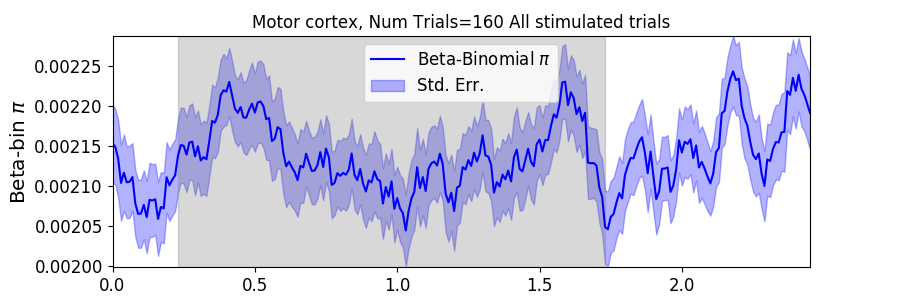 Motor cortex, Num Trials=160 All stimulated trials
Beta-bin π
0.00225
0.00220
0.00215
0.00210
0.00205
0.00200
Beta-Binomial π
Std. Err.
0.0 0.5 1.0 1.5 2.0